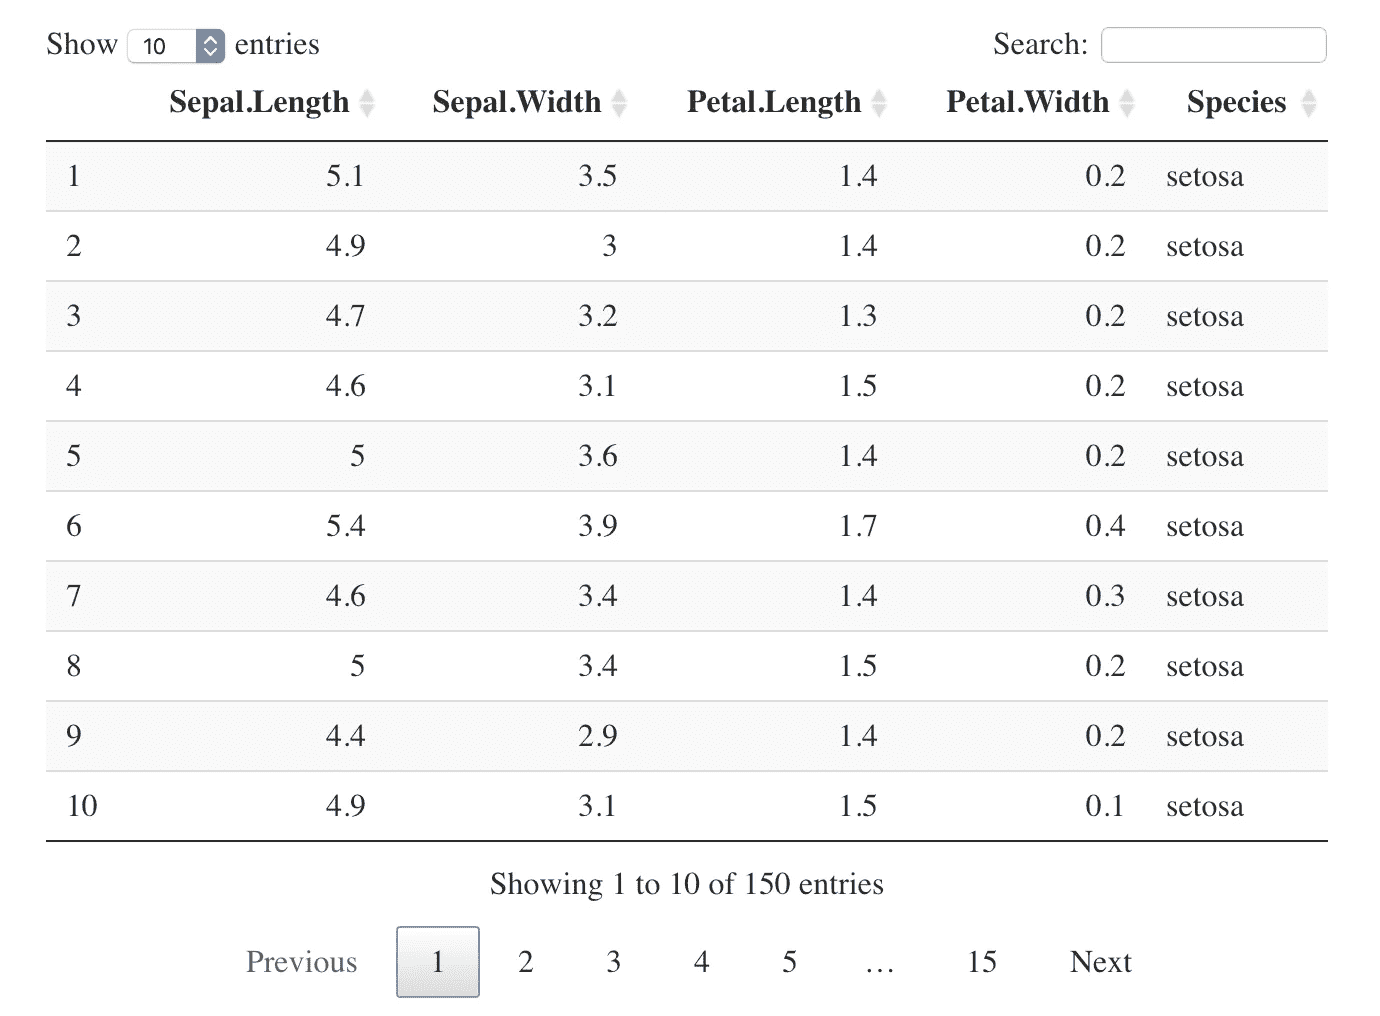 Show 10 entries Search:
Sepal.Length Sepal.Width Petal.Length Petal.Width Species
1 5.1 3.5 1.4 0.2 setosa
2 4.9 3 1.4 0.2 setosa
3 4.7 3.2 1.3 0.2 setosa
4 4.6 3.1 1.5 0.2 setosa
5 5 3.6 1.4 0.2 setosa
6 5.4 3.9 1.7 0.4 setosa
7 4.6 3.4 1.4 0.3 setosa
8 5 3.4 1.5 0.2 setosa
9 4.4 2.9 1.4 0.2 setosa
10 4.9 3.1 1.5 0.1 setosa
Showing 1 to 10 of 150 entries
Previous 1 2 3 4 5 … 15 Next